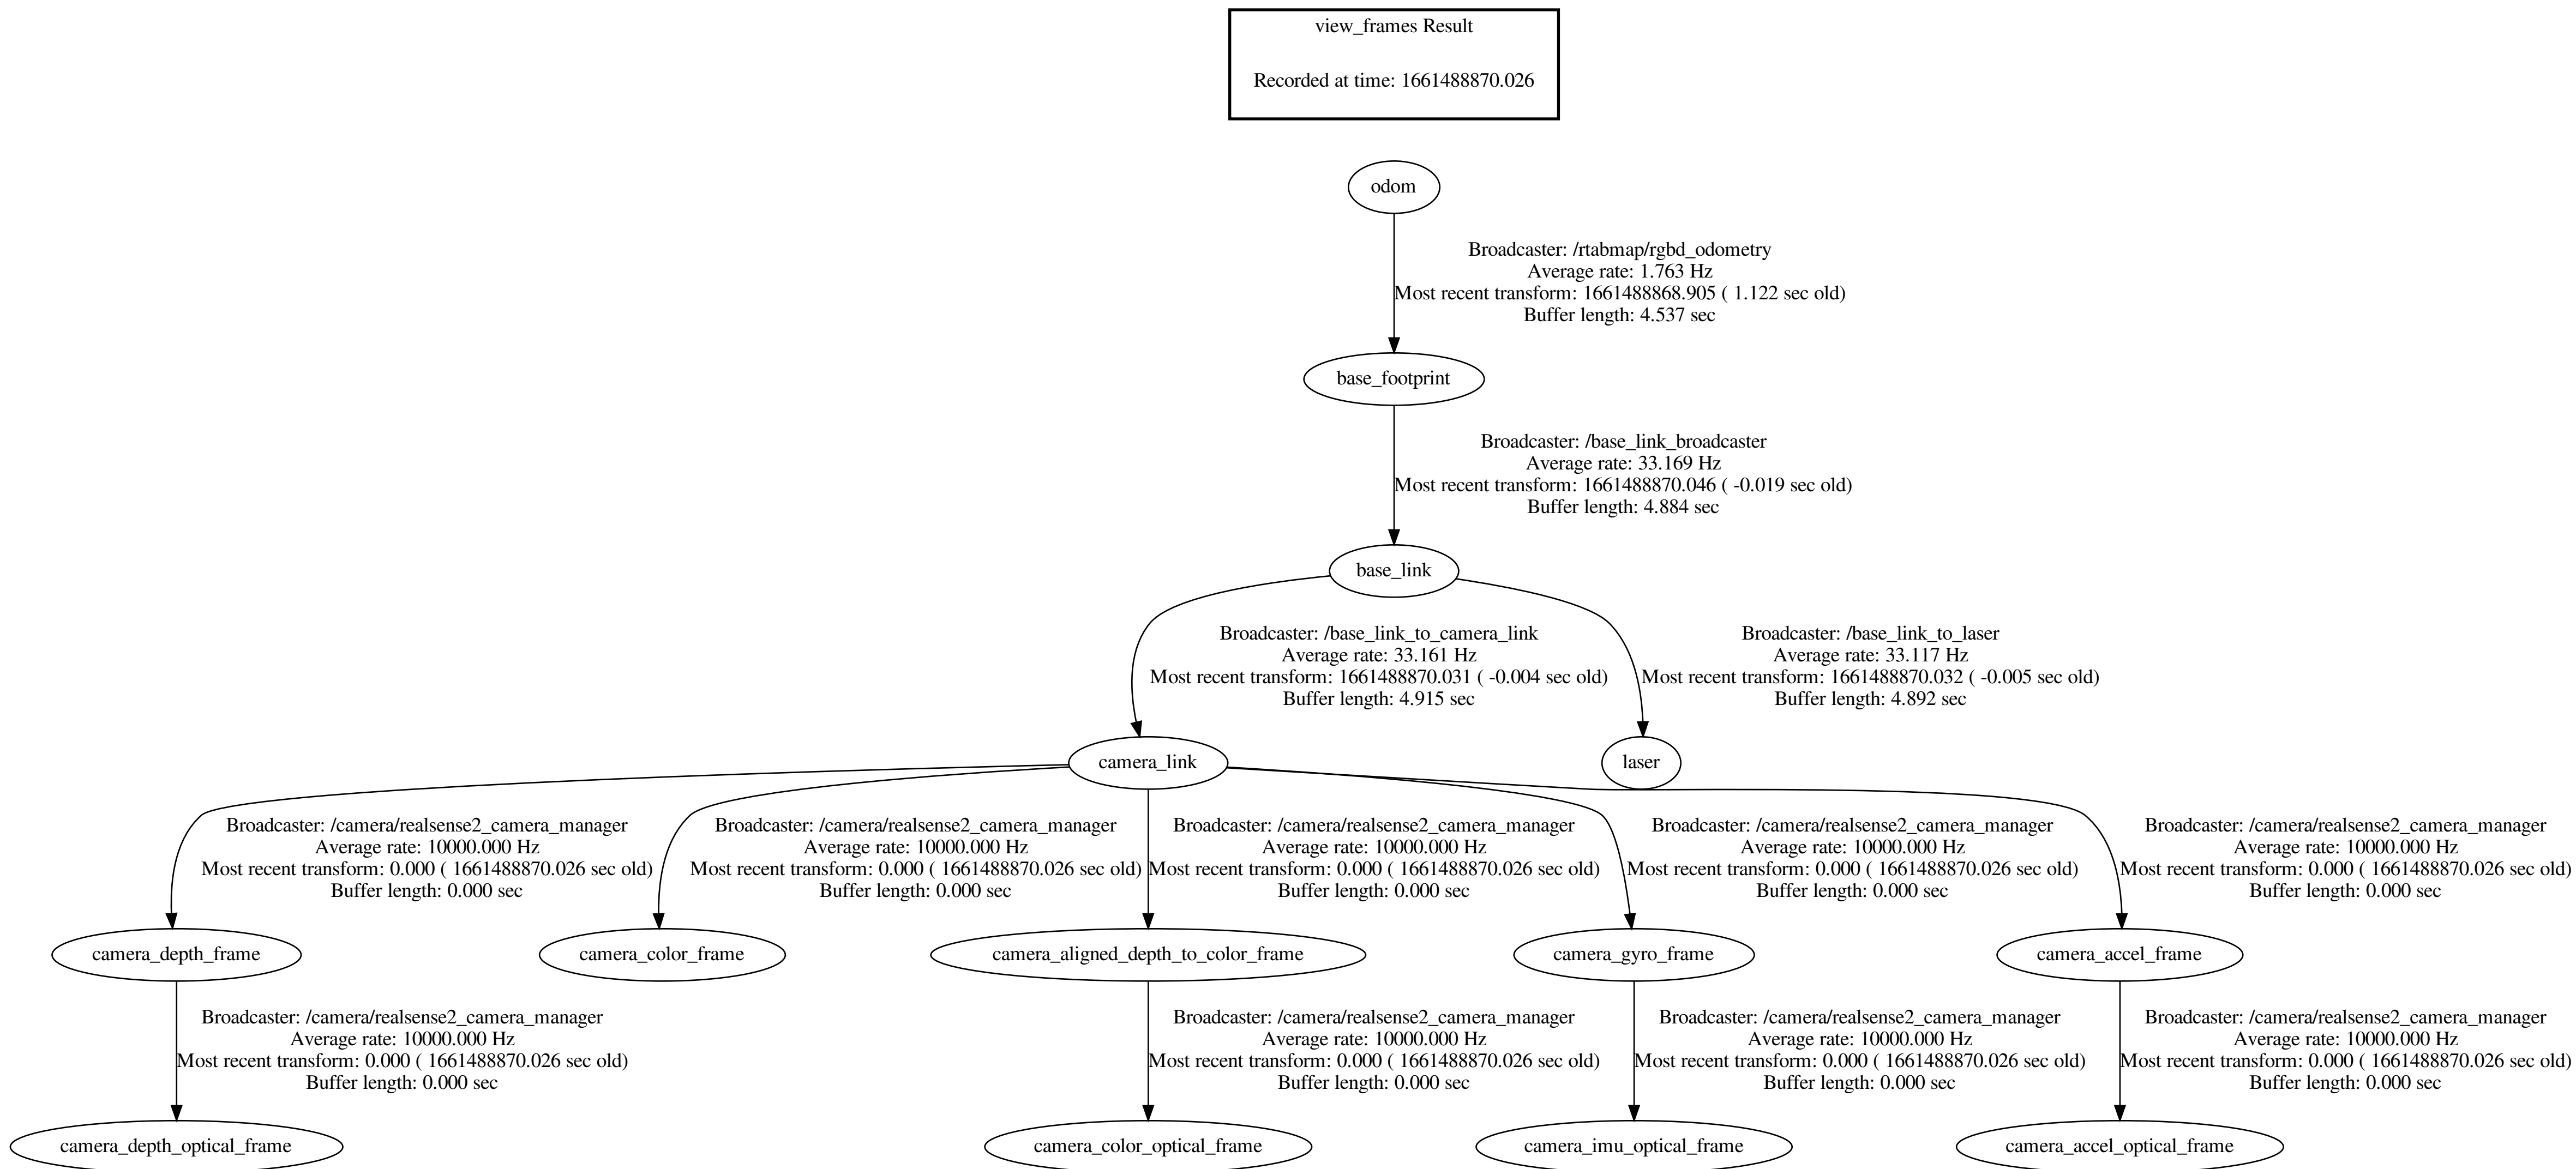 view_frames Result
Recorded at time: 1661488870.026
odom
Broadcaster: /rtabmap/rgbd_odometry
Average rate: 1.763 Hz
Most recent transform: 1661488868.905 ( 1.122 sec old)
Buffer length: 4.537 sec
base_footprint
Broadcaster: /base_link_broadcaster
Average rate: 33.169 Hz
Most recent transform: 1661488870.046 ( -0.019 sec old)
Buffer length: 4.884 sec
base_link
Broadcaster: /base_link_to_camera_link
Average rate: 33.161 Hz
Most recent transform: 1661488870.031 ( -0.004 sec old)
Buffer length: 4.915 sec
Broadcaster: /base_link_to_laser
Average rate: 33.117 Hz
Most recent transform: 1661488870.032 ( -0.005 sec old)
Buffer length: 4.892 sec
camera_link
laser
Broadcaster: /camera/realsense2_camera_manager
Average rate: 10000.000 Hz
Most recent transform: 0.000 ( 1661488870.026 sec old)
Buffer length: 0.000 sec
Broadcaster: /camera/realsense2_camera_manager
Average rate: 10000.000 Hz
Most recent transform: 0.000 ( 1661488870.026 sec old)
Buffer length: 0.000 sec
Broadcaster: /camera/realsense2_camera_manager
Average rate: 10000.000 Hz
Most recent transform: 0.000 ( 1661488870.026 sec old)
Buffer length: 0.000 sec
Broadcaster: /camera/realsense2_camera_manager
Average rate: 10000.000 Hz
Most recent transform: 0.000 ( 1661488870.026 sec old)
Buffer length: 0.000 sec
Broadcaster: /camera/realsense2_camera_manager
Average rate: 10000.000 Hz
Most recent transform: 0.000 ( 1661488870.026 sec old)
Buffer length: 0.000 sec
camera_depth_frame
camera_color_frame
camera_aligned_depth_to_color_frame
camera_gyro_frame
camera_accel_frame
Broadcaster: /camera/realsense2_camera_manager
Average rate: 10000.000 Hz
Most recent transform: 0.000 ( 1661488870.026 sec old)
Buffer length: 0.000 sec
Broadcaster: /camera/realsense2_camera_manager
Average rate: 10000.000 Hz
Most recent transform: 0.000 ( 1661488870.026 sec old)
Buffer length: 0.000 sec
Broadcaster: /camera/realsense2_camera_manager
Average rate: 10000.000 Hz
Most recent transform: 0.000 ( 1661488870.026 sec old)
Buffer length: 0.000 sec
Broadcaster: /camera/realsense2_camera_manager
Average rate: 10000.000 Hz
Most recent transform: 0.000 ( 1661488870.026 sec old)
Buffer length: 0.000 sec
camera_depth_optical_frame
camera_color_optical_frame
camera_imu_optical_frame
camera_accel_optical_frame